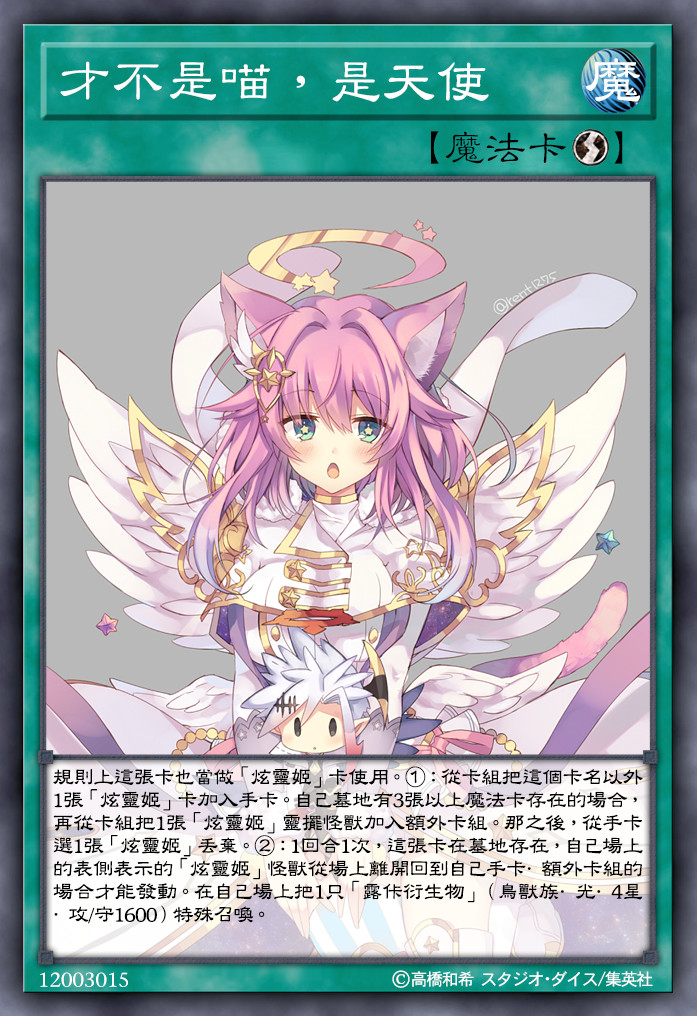 才不是喵，是天使
魔
【魔法卡】
@rent1275
規則上這張卡也當做「炫靈姬」卡使用。①：從卡組把這個卡名以外
1張「炫靈姬」卡加入手卡。自己墓地有3張以上魔法卡存在的場合，
再從卡組把1張「炫靈姬」靈擺怪獸加入額外卡組。那之後，從手卡
選1張「炫靈姬」丟棄。②：1回合1次，這張卡在墓地存在，自己場上
的表側表示的「炫靈姬」怪獸從場上離開回到自己手卡·額外卡組的
場合才能發動。在自己場上把1只「露佧衍生物」（鳥獸族·光·4星
·攻/守1600）特殊召喚。
12003015
©高橋和希 スタジオ·ダイス/集英社